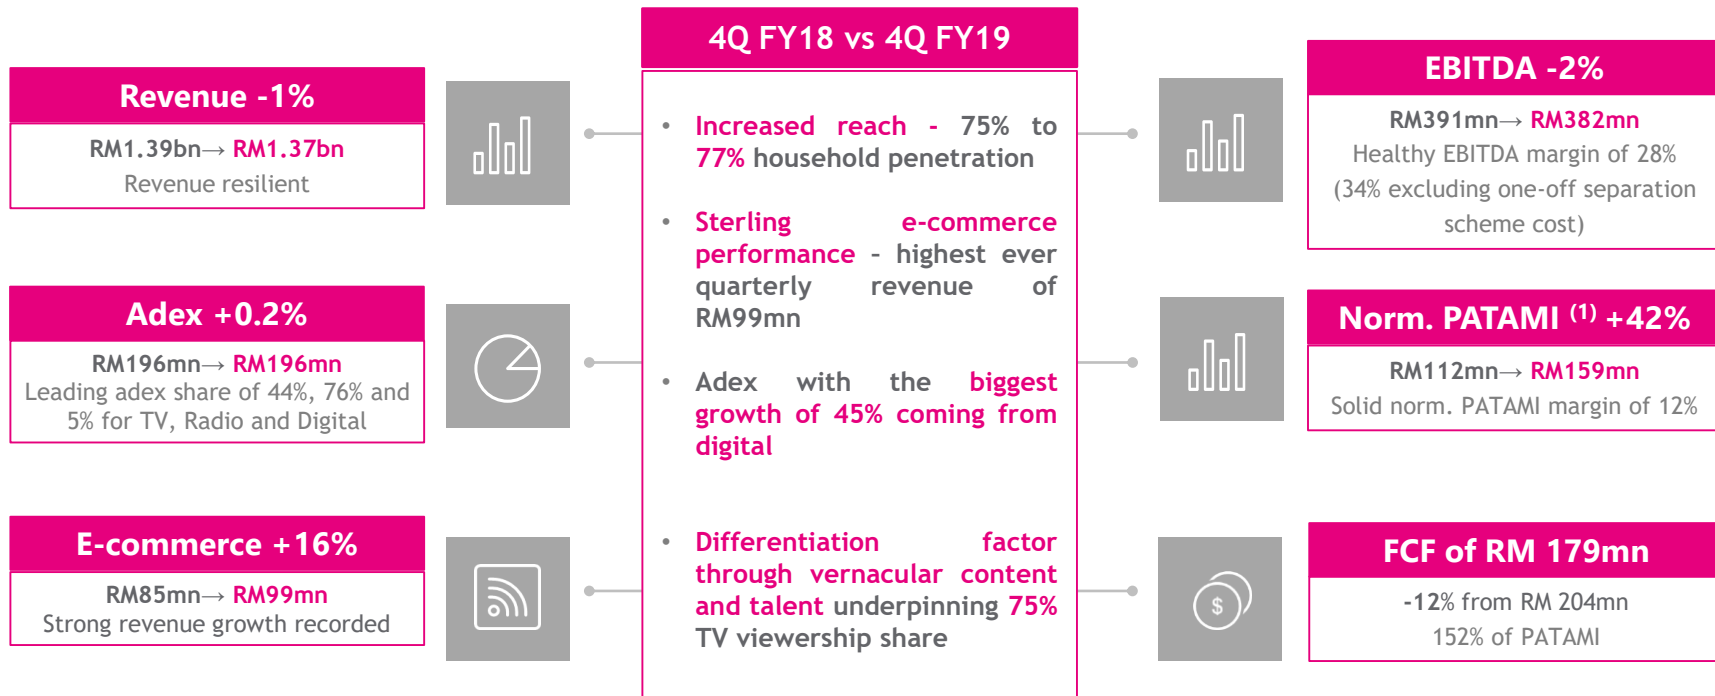 4Q FY18 vs 4Q FY19
Revenue -1%
RM1.39bn→ RM1.37bn
Revenue resilient
Adex +0.2%
RM196mn→ RM196mn
Leading adex share of 44%, 76% and
5% for TV, Radio and Digital
E-commerce +16%
RM85mn→ RM99mn
Strong revenue growth recorded
• Increased reach - 75% to
77% household penetration
• Sterling e-commerce
performance – highest ever
quarterly revenue of
RM99mn
• Adex with the biggest
growth of 45% coming from
digital
• Differentiation factor
through vernacular content
and talent underpinning 75%
TV viewership share
EBITDA -2%
RM391mn→ RM382mn
Healthy EBITDA margin of 28%
(34% excluding one-off separation
scheme cost)
Norm. PATAMI (1) +42%
RM112mn→ RM159mn
Solid norm. PATAMI margin of 12%
$
FCF of RM 179mn
-12% from RM 204mn
152% of PATAMI